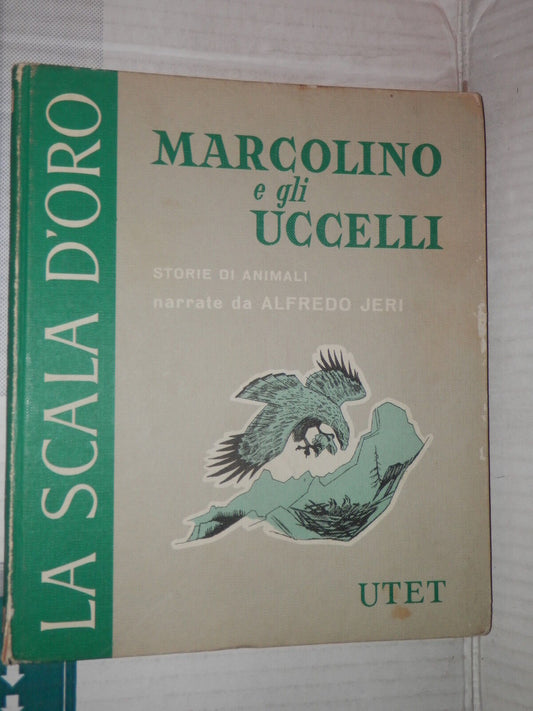 LA SCALA D'ORO
MARCOLINO
e gli
UCCELLI
STORIE DI ANIMALI
narrate da ALFREDO JERI
UTET